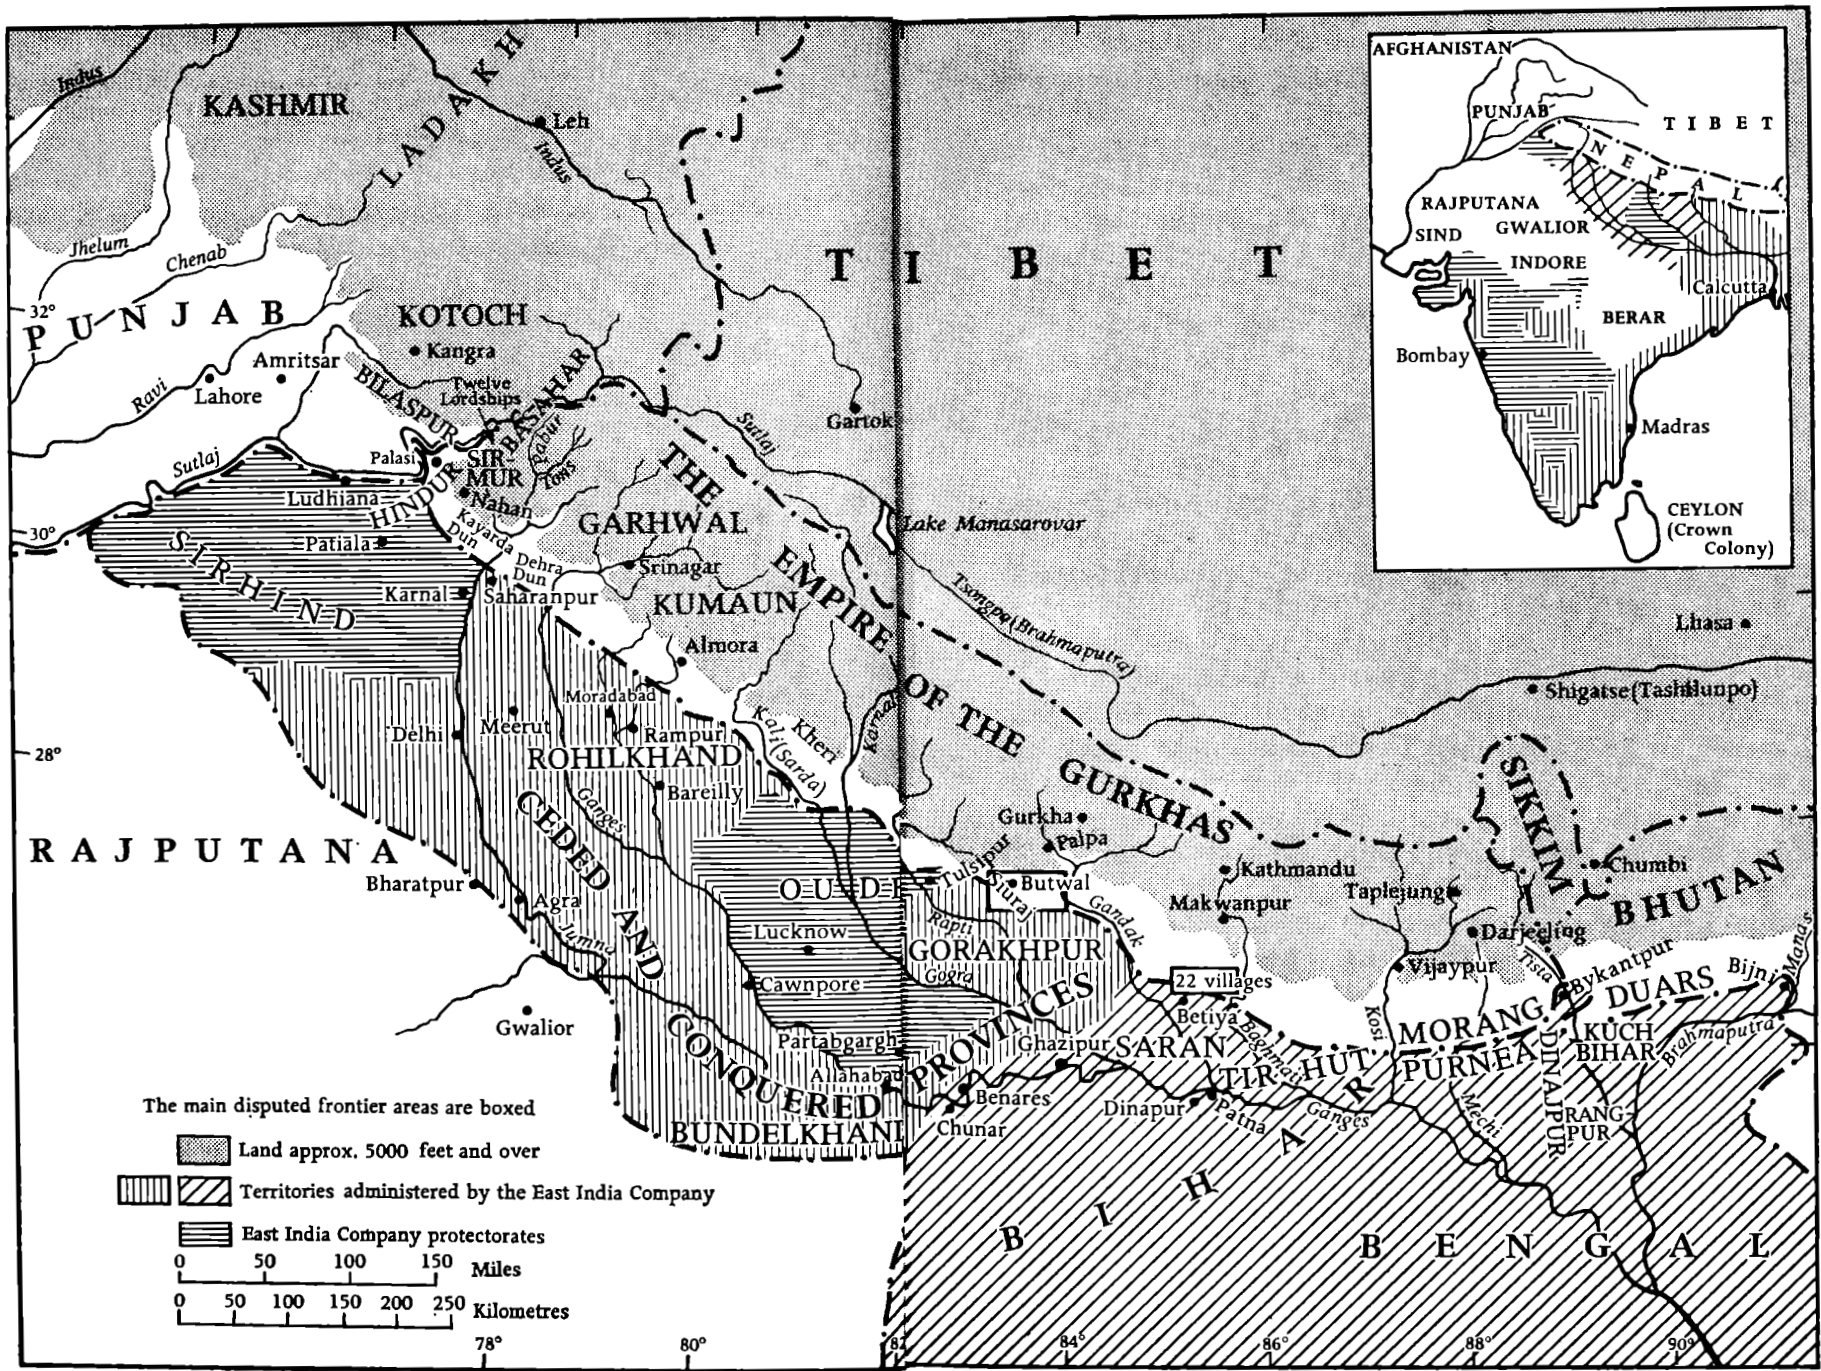 Indus
KASHMIR
LADAKH
Leh
Indus
Jhelum
Chenab
TIBET
32°
PUNJAB
KOTOCH
Kangra
Amritsar
Lahore
Ravi
BILASPUR
Twelve
Lordships
BASAHAR
Pabur
Tons
Gartok
Sutlaj
Sutlaj
Palasi
SIR-
MUR
HINDUR
Nahan
Ludhiana
Kayarda
Dun
GARHWAL
THE
EMPIRE
OF THE
GURKHAS
Lake Manasarovar
30°
SIRHIND
Patiala
Dehra
Dun
Srinagar
Karnal
Saharanpur
KUMAUN
Tsongpo (Brahmaputra)
Lhasa
Almora
Shigatse (Tashilunpo)
Moradabad
Delhi
Meerut
Rampur
ROHILKHAND
Kali (Sarda)
Kheri
Karnali
28°
Bareilly
Ganges
CEDED AND
CONQUERED
PROVINCES
SIKKIM
Gurkha
Palpa
RAJPUTANA
Bharatpur
Agra
Jumna
OUDE
Tulsipur
Siuraj
Butwal
Gandak
Kathmandu
Makwanpur
Taplejung
Chumbi
BHUTAN
Lucknow
Rapti
GORAKHPUR
Gogra
Darjeeling
Vijaypur
Tista
Bykantpur
DUARS
Bijni
Manas
Cawnpore
22 villages
Betiya
Baghmati
Kosi
MORANG
Gwalior
Partabgargh
Ghazipur
SARAN
TIRHUT
PURNEA
DINAJPUR
KUCH
BIHAR
Brahmaputra
Allahabad
BUNDELKHAND
Benares
Chunar
Dinapur
Patna
Ganges
Mechi
RANG-
PUR
BIHAR
BENGAL
The main disputed frontier areas are boxed
Land approx. 5000 feet and over
Territories administered by the East India Company
East India Company protectorates
0 50 100 150 Miles
0 50 100 150 200 250 Kilometres
78° 80° 82 84° 86° 88° 90°
AFGHANISTAN
PUNJAB
TIBET
NEPAL
RAJPUTANA
SIND
GWALIOR
INDORE
Calcutta
BERAR
Bombay
Madras
CEYLON
(Crown
Colony)